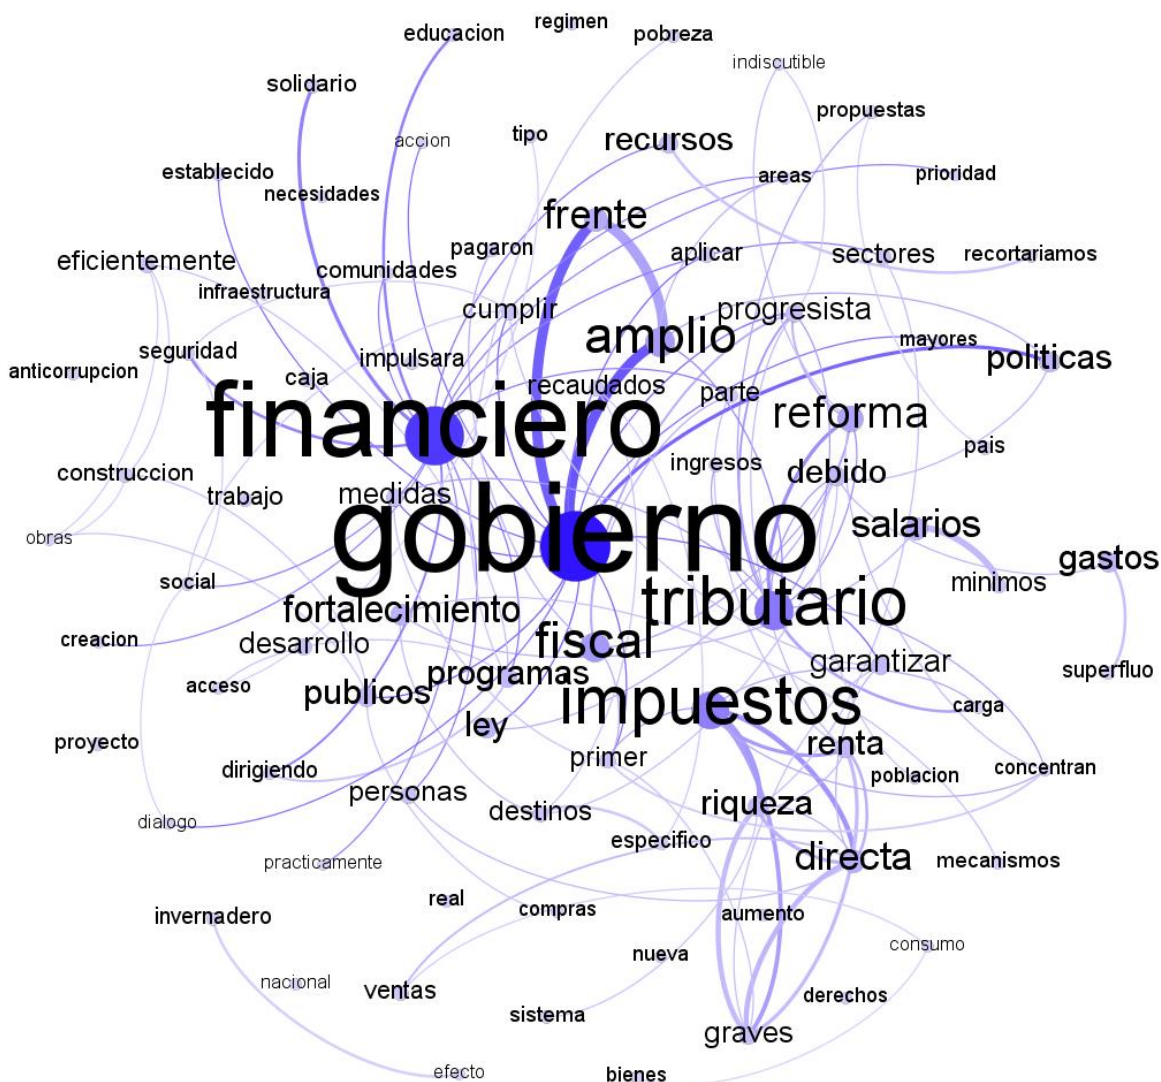 regimen
educacion
pobreza
indiscutible
solidario
propuestas
tipo
recursos
accion
establecido
areas
prioridad
necesidades
frente
pagaron
aplicar
sectores
recortariamos
eficientemente
comunidades
infraestructura
cumplir
progresista
amplio
mayores
seguridad
impulsara
politicas
anticorrupcion
caja
recaudados
parte
financiero
reforma
pais
ingresos
debido
construccion
trabajo
medidas
gobierno
salarios
obras
gastos
social
minimos
fortalecimiento
tributario
creacion
desarrollo
fiscal
garantizar
superfluo
acceso
publicos
programas
impuestos
carga
ley
proyecto
renta
dirigiendo
primer
poblacion
concentran
personas
riqueza
destinos
dialogo
especifico
directa
mecanismos
practicamente
real
compras
aumento
invernadero
consumo
nueva
nacional
ventas
derechos
sistema
graves
efecto
bienes